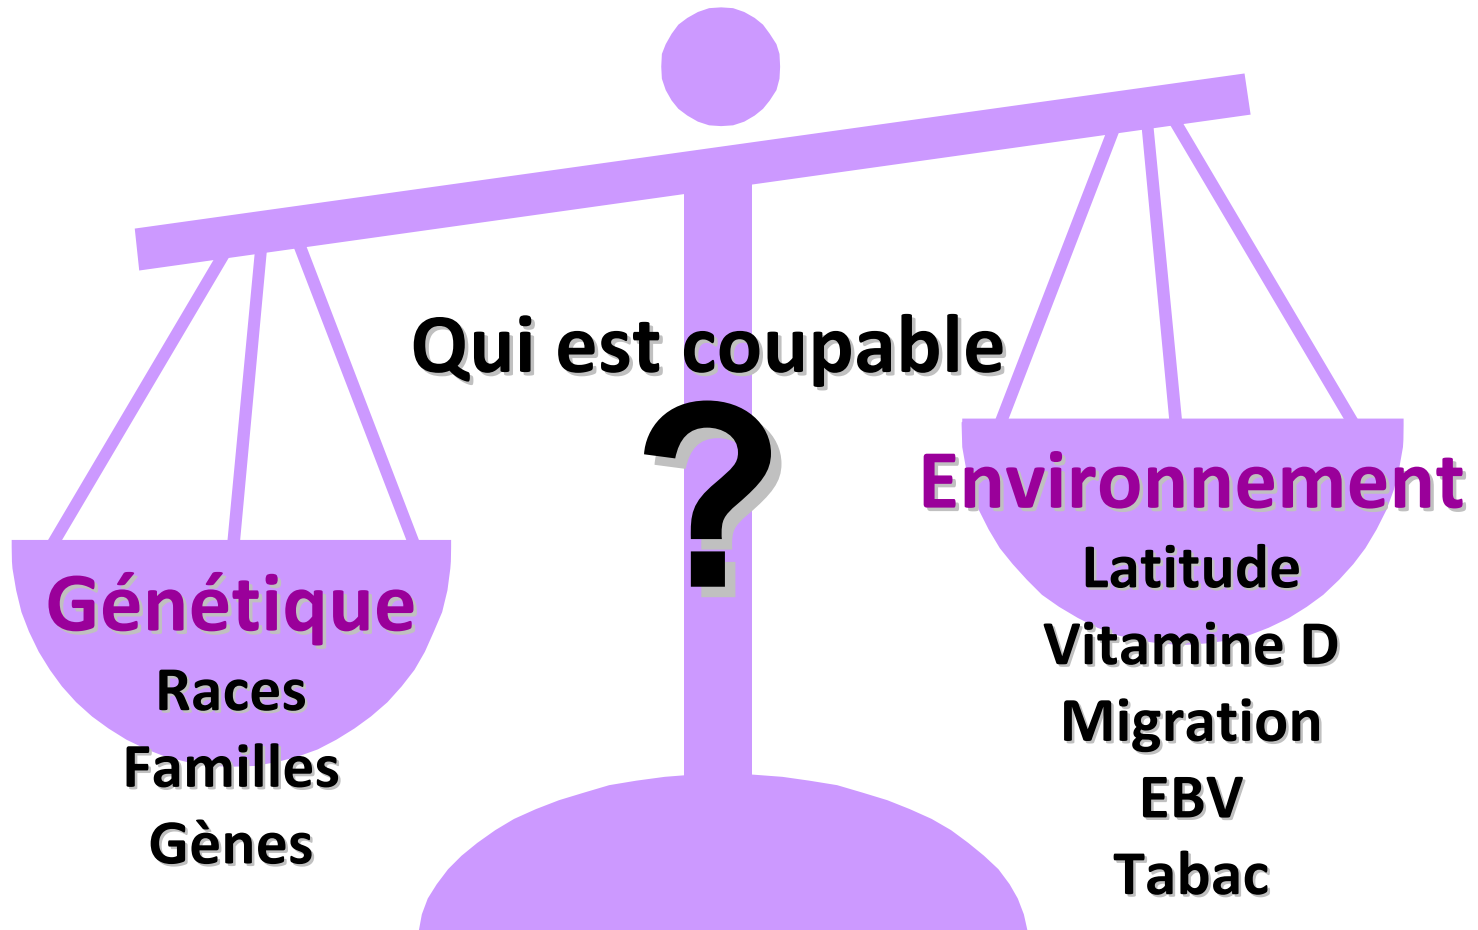 Qui est coupable
?
Génétique
Races
Familles
Gènes
Environnement
Latitude
Vitamine D
Migration
EBV
Tabac